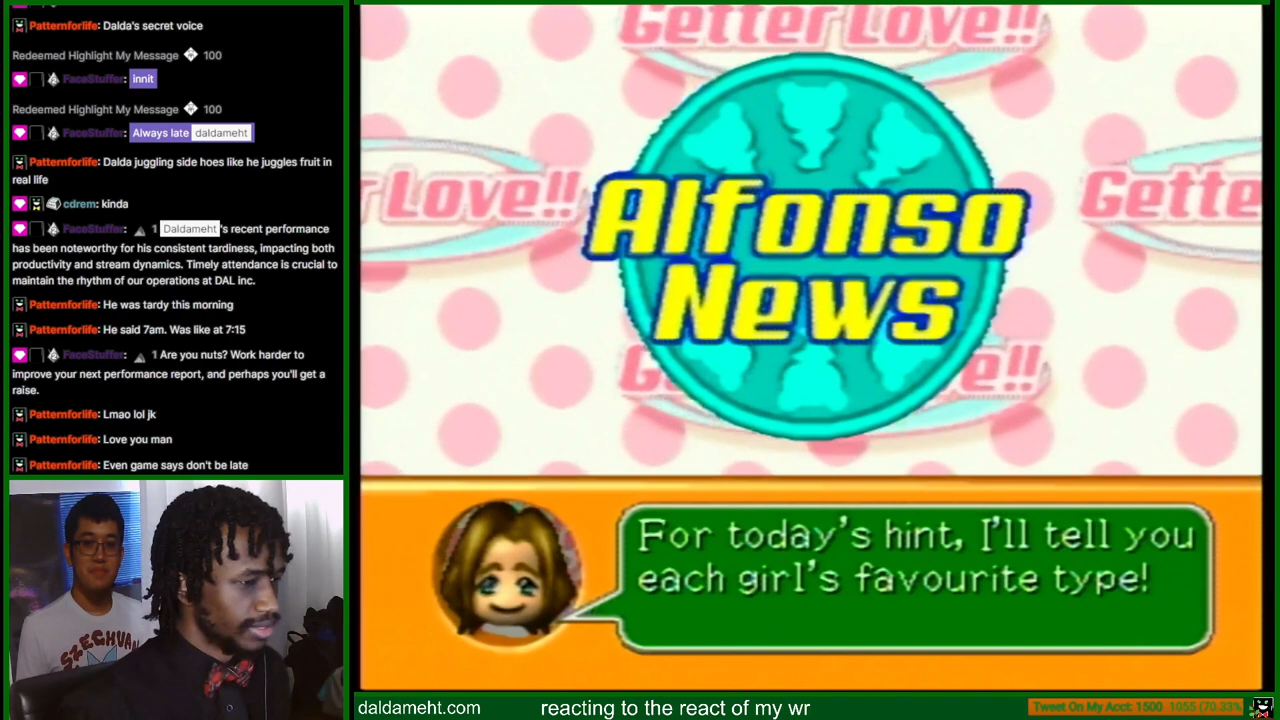 Patternforlife: Dalda's secret voice
Redeemed Highlight My Message 100
FaceStuffer: innit
Redeemed Highlight My Message 100
FaceStuffer: Always late daldameht
Patternforlife: Dalda juggling side hoes like he juggles fruit in
real life
cdrem: kinda
FaceStuffer: 1 Daldameht 's recent performance
has been noteworthy for his consistent tardiness, impacting both
productivity and stream dynamics. Timely attendance is crucial to
maintain the rhythm of our operations at DAL inc.
Patternforlife: He was tardy this morning
Patternforlife: He said 7am. Was like at 7:15
FaceStuffer: 1 Are you nuts? Work harder to
improve your next performance report, and perhaps you'll get a
raise.
Patternforlife: Lmao lol jk
Patternforlife: Love you man
Patternforlife: Even game says don't be late
Getter Love!!
r Love!!
Gette
Alfonso
News
For today's hint, I'll tell you
each girl's favourite type!
SZECHUAN
daldameht.com
reacting to the react of my wr
Tweet On My Acct: 1500 1055 (70.33%